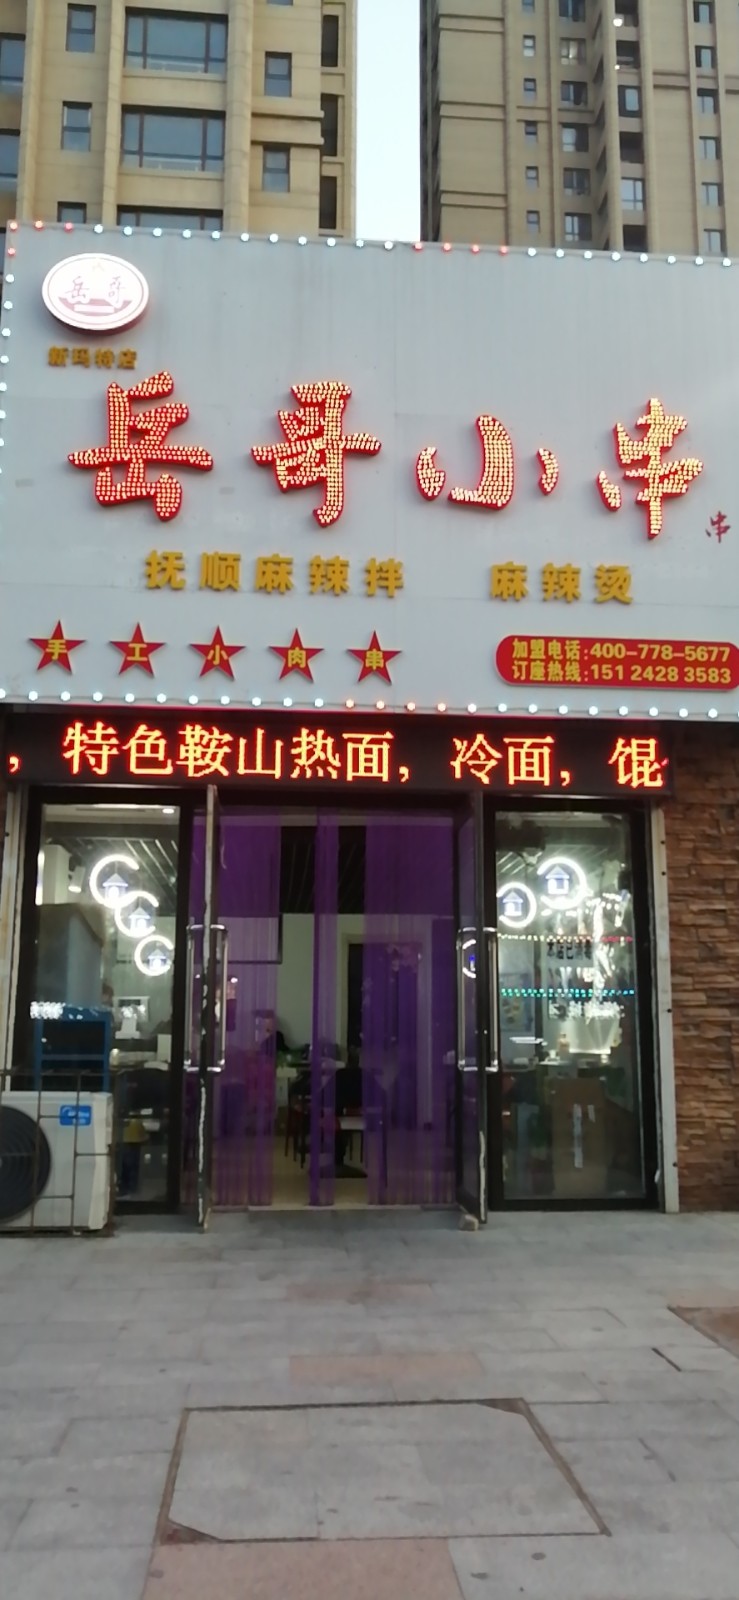 岳哥
新玛特店
岳哥小串
串
抚顺麻辣拌 麻辣烫
手工小肉串
加盟电话:400-778-5677
订座热线:151 2428 3583
，特色鞍山热面，冷面，馄